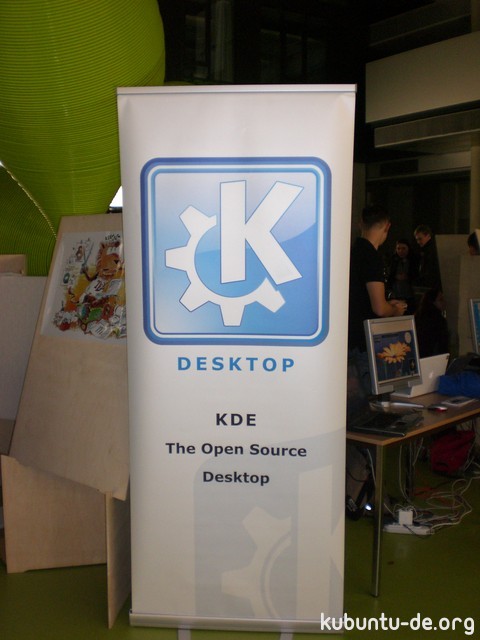 K
DESKTOP
KDE
The Open Source
Desktop
kubuntu-de.org